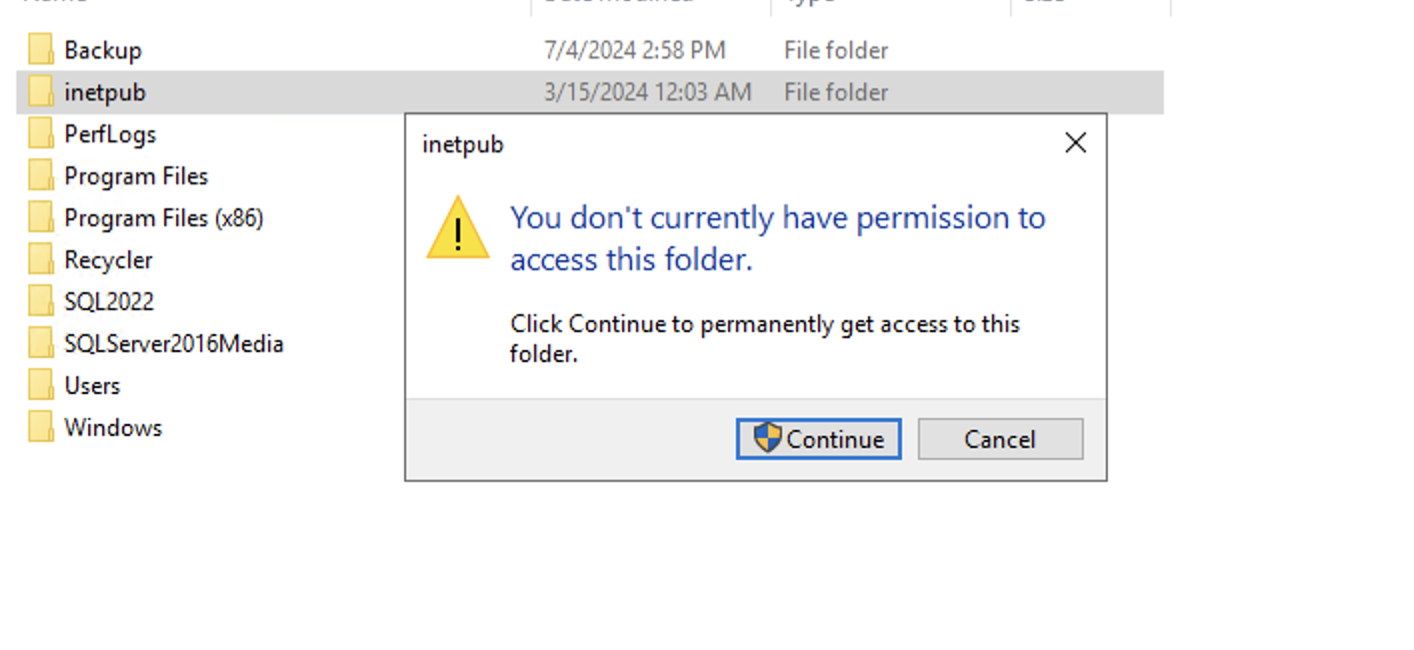 Backup 7/4/2024 2:58 PM File folder
inetpub 3/15/2024 12:03 AM File folder
PerfLogs
Program Files
Program Files (x86)
Recycler
SQL2022
SQLServer2016Media
Users
Windows
inetpub
You don't currently have permission to
access this folder.
Click Continue to permanently get access to this
folder.
Continue Cancel